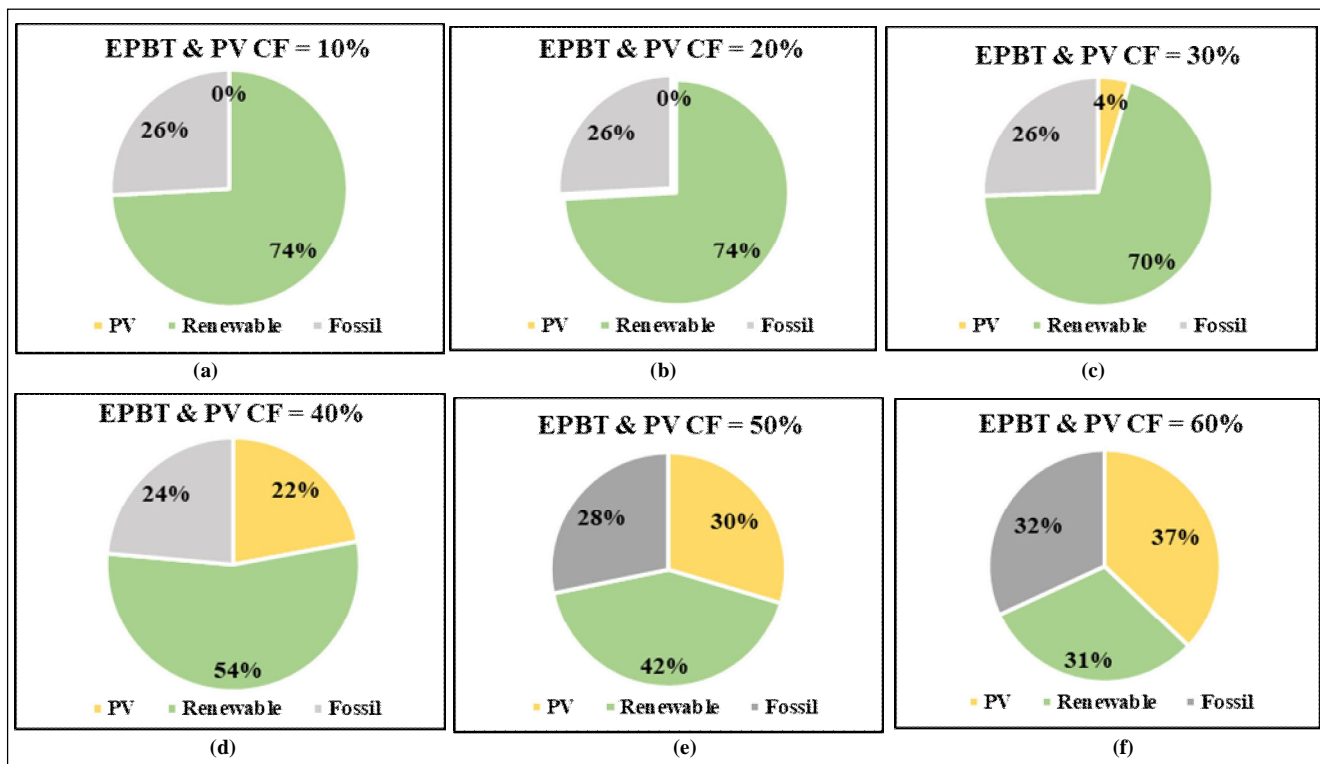 EPBT & PV CF = 10%
0%
26%
74%
PV Renewable Fossil
(a)
EPBT & PV CF = 20%
0%
26%
74%
PV Renewable Fossil
(b)
EPBT & PV CF = 30%
4%
26%
70%
PV Renewable Fossil
(c)
EPBT & PV CF = 40%
24%
22%
54%
PV Renewable Fossil
(d)
EPBT & PV CF = 50%
28%
30%
42%
PV Renewable Fossil
(e)
EPBT & PV CF = 60%
32%
37%
31%
PV Renewable Fossil
(f)